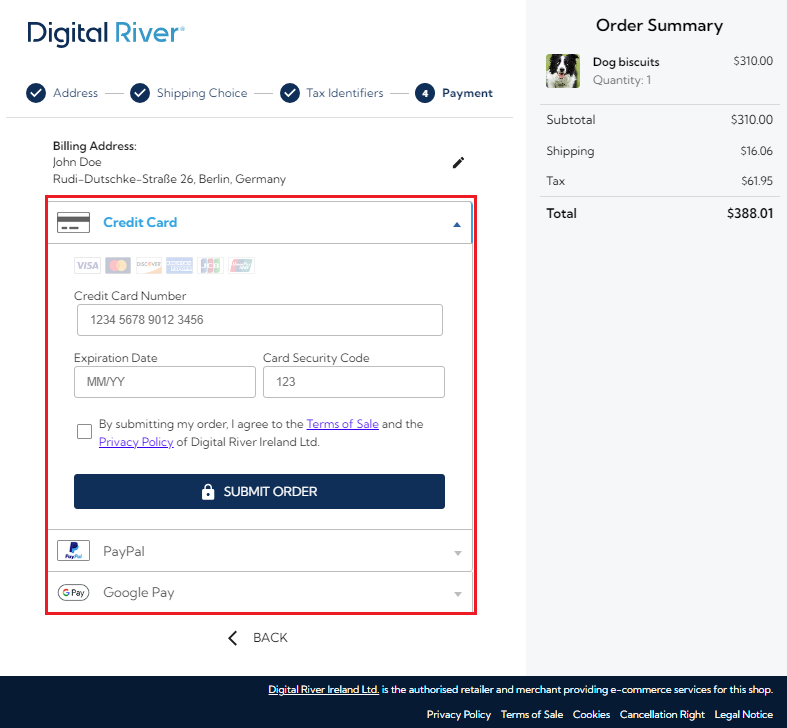 Digital River
Address
Shipping Choice
Tax Identifiers
4 Payment
Billing Address:
John Doe
Rudi-Dutschke-Straße 26, Berlin, Germany
Credit Card
VISA DISCOVER JCB
Credit Card Number
1234 5678 9012 3456
Expiration Date Card Security Code
MM/YY 123
By submitting my order, I agree to the Terms of Sale and the
Privacy Policy of Digital River Ireland Ltd.
SUBMIT ORDER
PayPal PayPal
G Pay Google Pay
BACK
Order Summary
Dog biscuits $310.00
Quantity: 1
Subtotal $310.00
Shipping $16.06
Tax $61.95
Total $388.01
Digital River Ireland Ltd. is the authorised retailer and merchant providing e-commerce services for this shop.
Privacy Policy Terms of Sale Cookies Cancellation Right Legal Notice